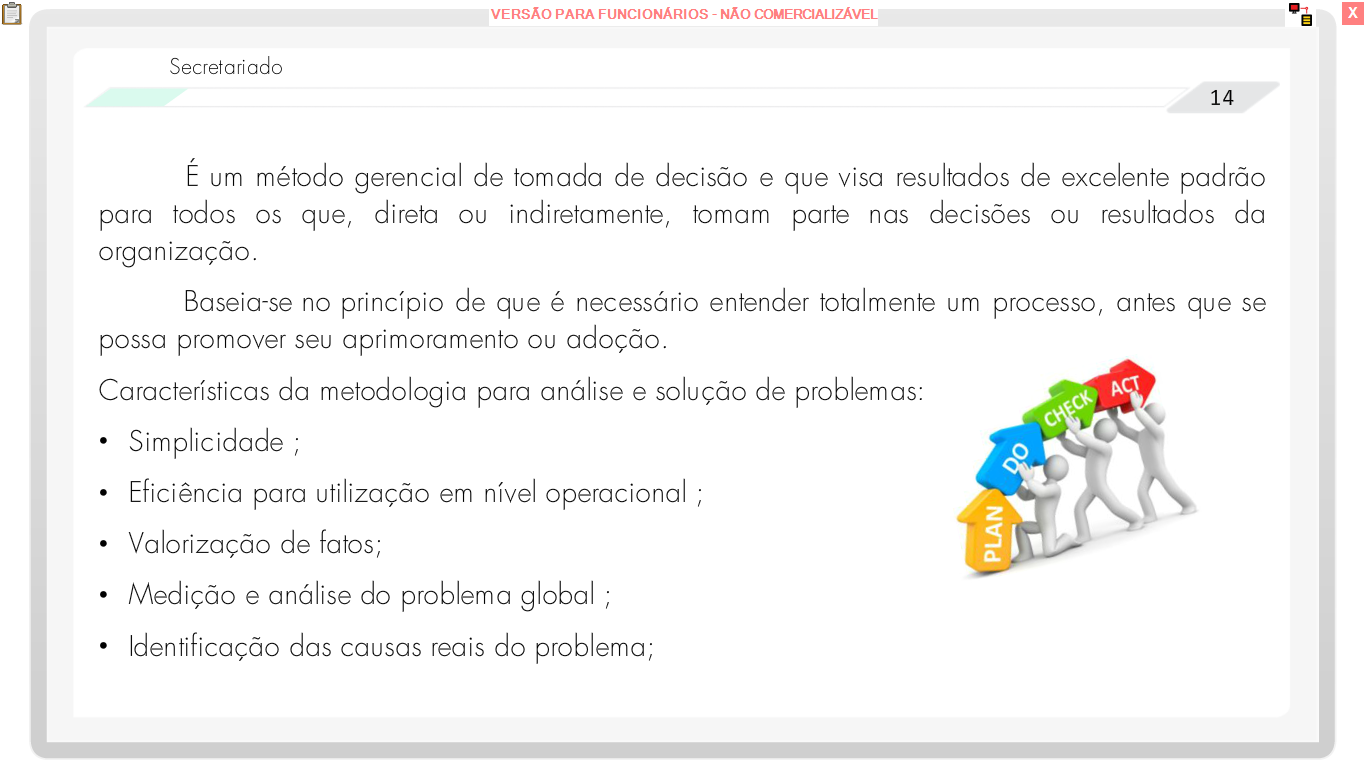 VERSÃO PARA FUNCIONÁRIOS - NÃO COMERCIALIZÁVEL
X
Secretariado
14
É um método gerencial de tomada de decisão e que visa resultados de excelente padrão
para todos os que, direta ou indiretamente, tomam parte nas decisões ou resultados da
organização.
Baseia-se no princípio de que é necessário entender totalmente um processo, antes que se
possa promover seu aprimoramento ou adoção.
Características da metodologia para análise e solução de problemas:
• Simplicidade ;
• Eficiência para utilização em nível operacional ;
• Valorização de fatos;
• Medição e análise do problema global ;
• Identificação das causas reais do problema;
PLAN
DO
CHECK
ACT